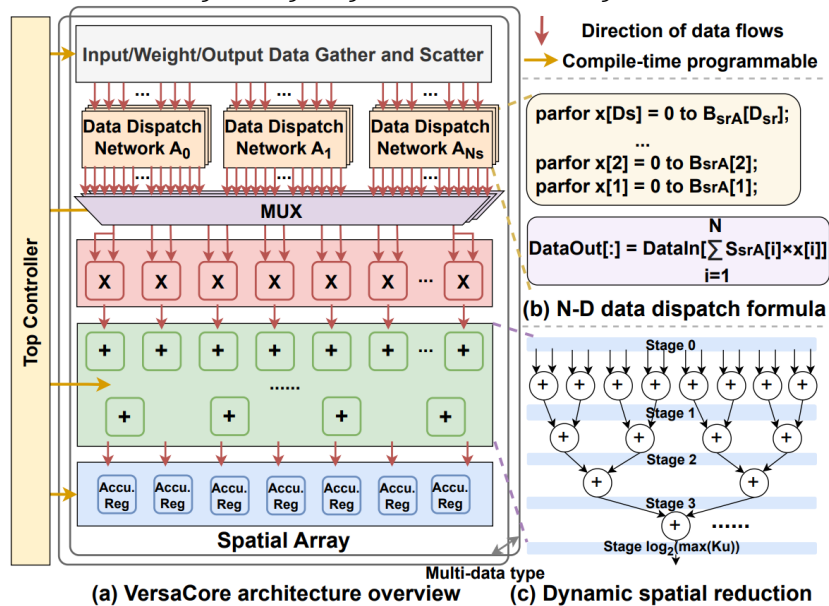 Top Controller
Input/Weight/Output Data Gather and Scatter
... ... ...
Data Dispatch
Network A0
Data Dispatch
Network A1
Data Dispatch
Network ANs
... ... ...
MUX
X X X X X ... X
+ + + + + ... +
......
+ + + +
Accu. Reg
Accu. Reg
Accu. Reg
Accu. Reg
Accu. Reg
Accu. Reg
Accu. Reg
Spatial Array
Multi-data type
(a) VersaCore architecture overview
Direction of data flows
Compile-time programmable
parfor x[Ds] = 0 to BsrA[Dsr];
...
parfor x[2] = 0 to BsrA[2];
parfor x[1] = 0 to BsrA[1];
N
DataOut[:] = DataIn[∑ SsrA[i]×x[i]]
i=1
(b) N-D data dispatch formula
Stage 0
+ + + + + + + +
Stage 1
+ + + +
Stage 2
+ +
Stage 3
+ ......
Stage log2(max(Ku))
(c) Dynamic spatial reduction